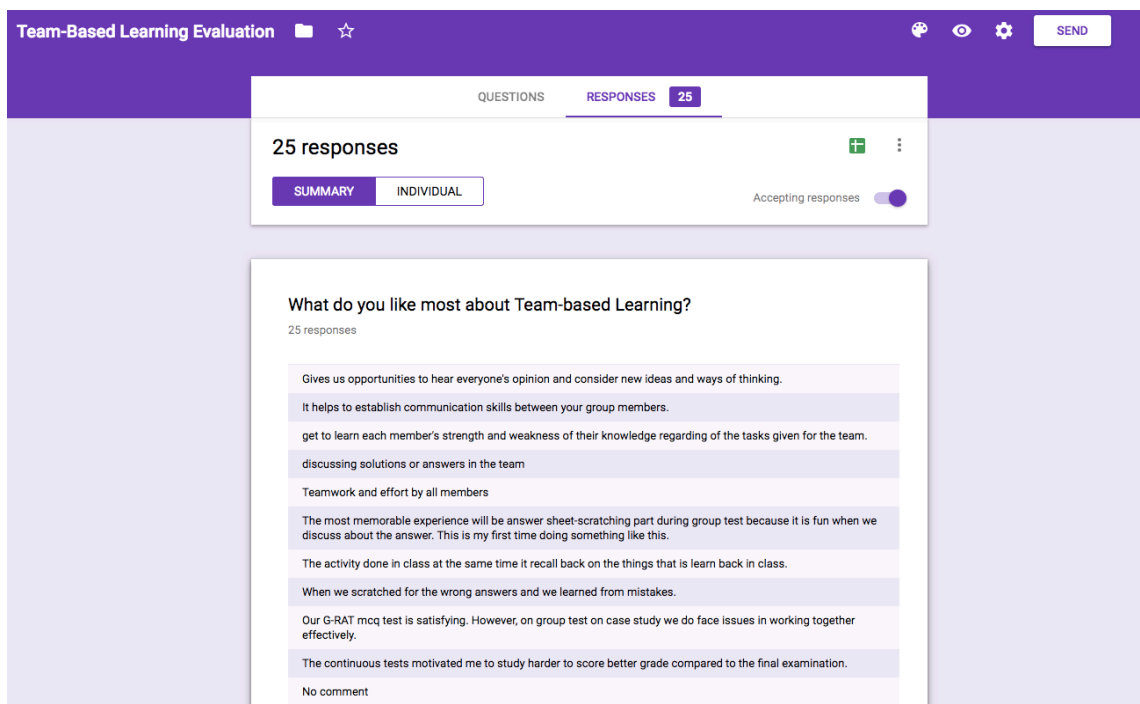 Team-Based Learning Evaluation
SEND
QUESTIONS
RESPONSES
25
25 responses
SUMMARY
INDIVIDUAL
Accepting responses
What do you like most about Team-based Learning?
25 responses
Gives us opportunities to hear everyone's opinion and consider new ideas and ways of thinking.
It helps to establish communication skills between your group members.
get to learn each member's strength and weakness of their knowledge regarding of the tasks given for the team.
discussing solutions or answers in the team
Teamwork and effort by all members
The most memorable experience will be answer sheet-scratching part during group test because it is fun when we
discuss about the answer. This is my first time doing something like this.
The activity done in class at the same time it recall back on the things that is learn back in class.
When we scratched for the wrong answers and we learned from mistakes.
Our G-RAT mcq test is satisfying. However, on group test on case study we do face issues in working together
effectively.
The continuous tests motivated me to study harder to score better grade compared to the final examination.
No comment